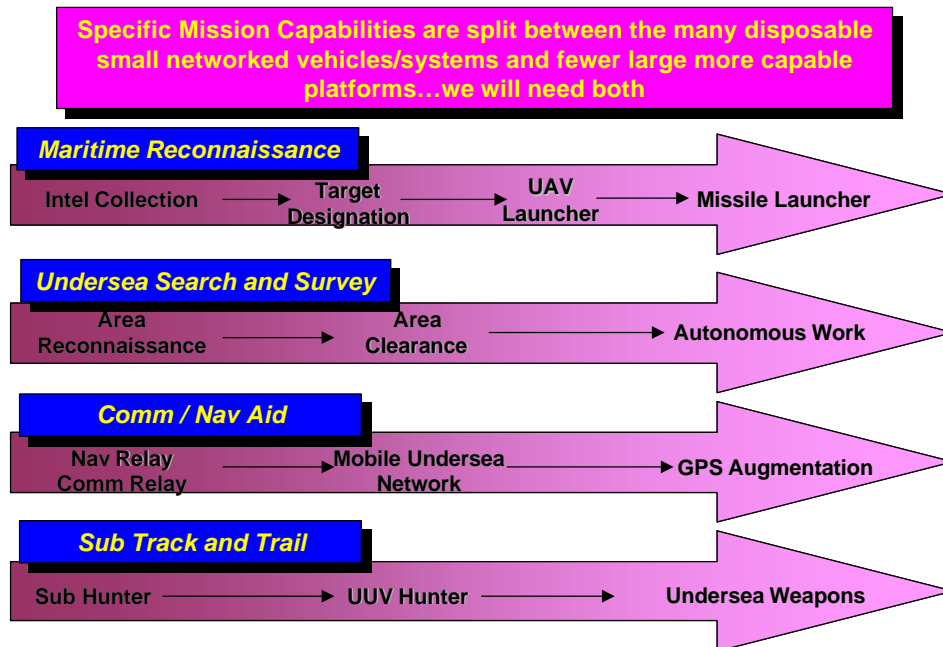 Specific Mission Capabilities are split between the many disposable
small networked vehicles/systems and fewer large more capable
platforms…we will need both
Maritime Reconnaissance
Intel Collection
Target
Designation
UAV
Launcher
Missile Launcher
Undersea Search and Survey
Area
Reconnaissance
Area
Clearance
Autonomous Work
Comm / Nav Aid
Nav Relay
Comm Relay
Mobile Undersea
Network
GPS Augmentation
Sub Track and Trail
Sub Hunter
UUV Hunter
Undersea Weapons